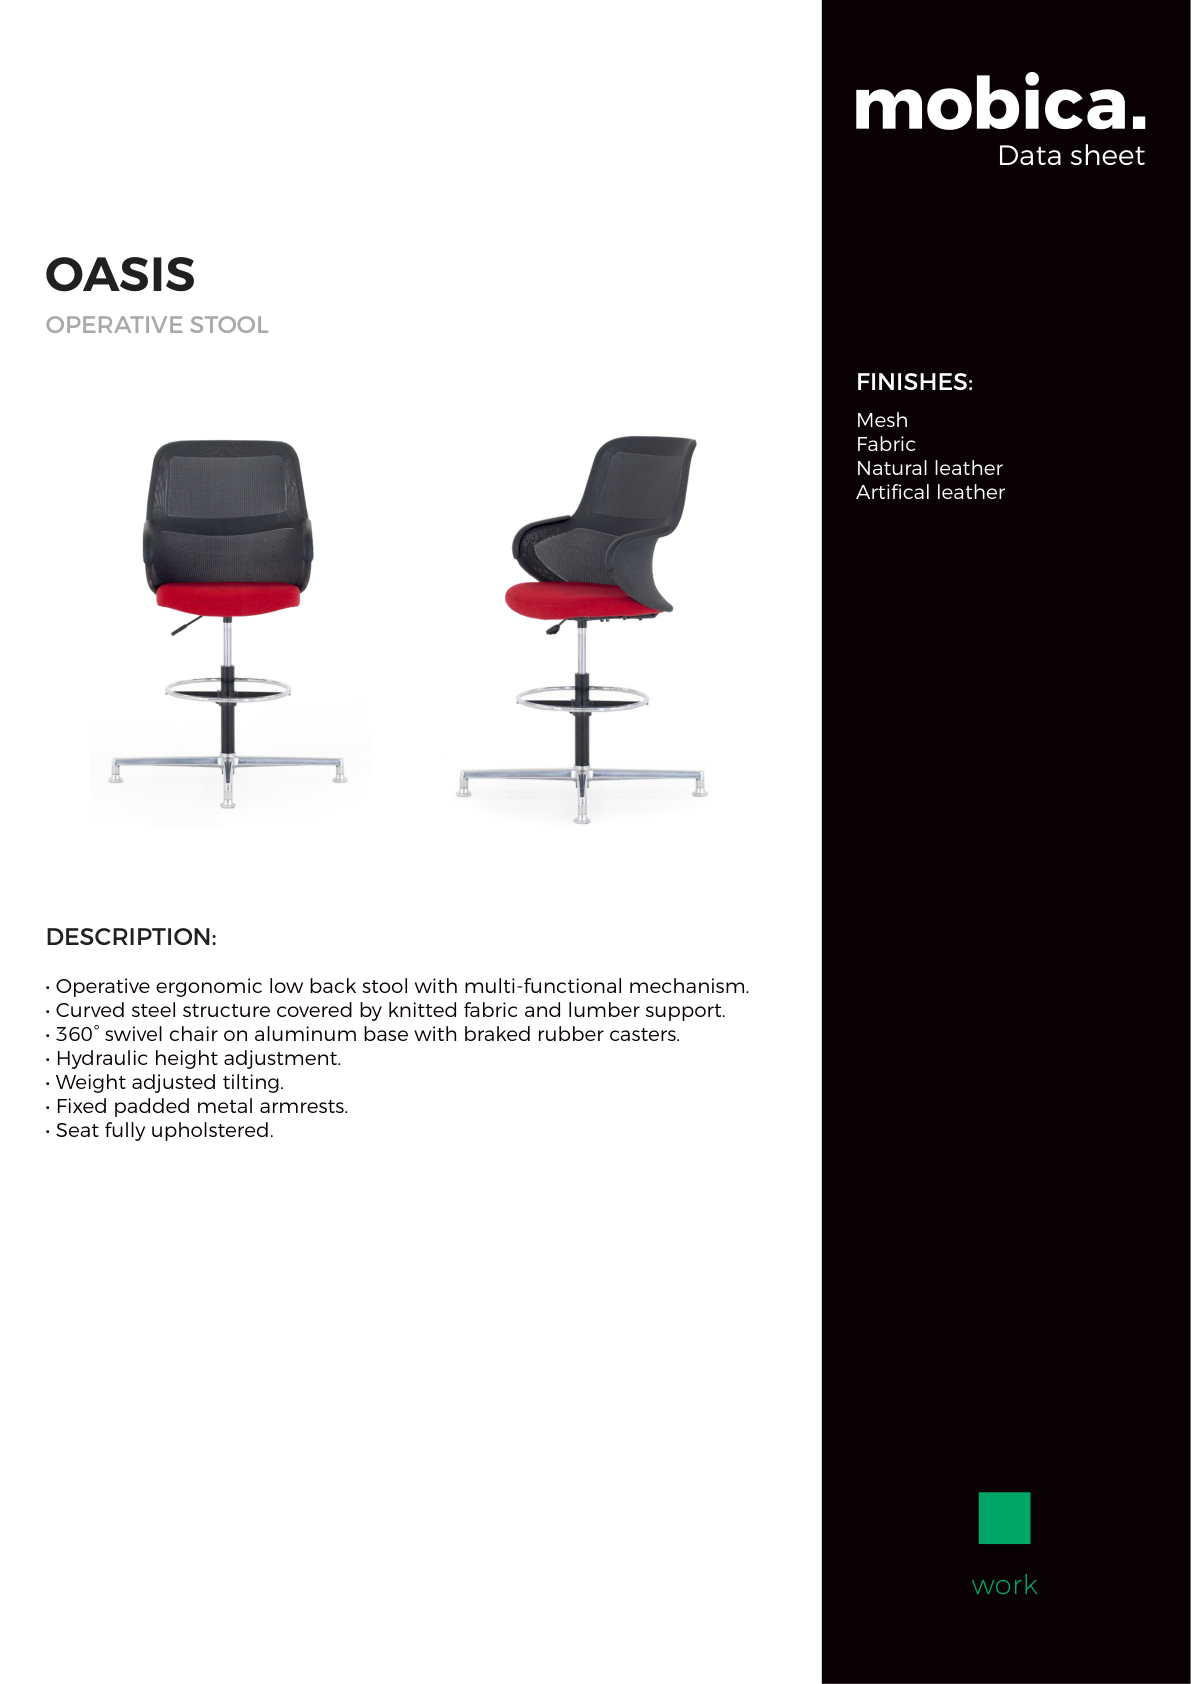 mobica.
Data sheet
OASIS
OPERATIVE STOOL
FINISHES:
Mesh
Fabric
Natural leather
Artifical leather
DESCRIPTION:
• Operative ergonomic low back stool with multi-functional mechanism.
• Curved steel structure covered by knitted fabric and lumber support.
• 360° swivel chair on aluminum base with braked rubber casters.
• Hydraulic height adjustment.
• Weight adjusted tilting.
• Fixed padded metal armrests.
• Seat fully upholstered.
work